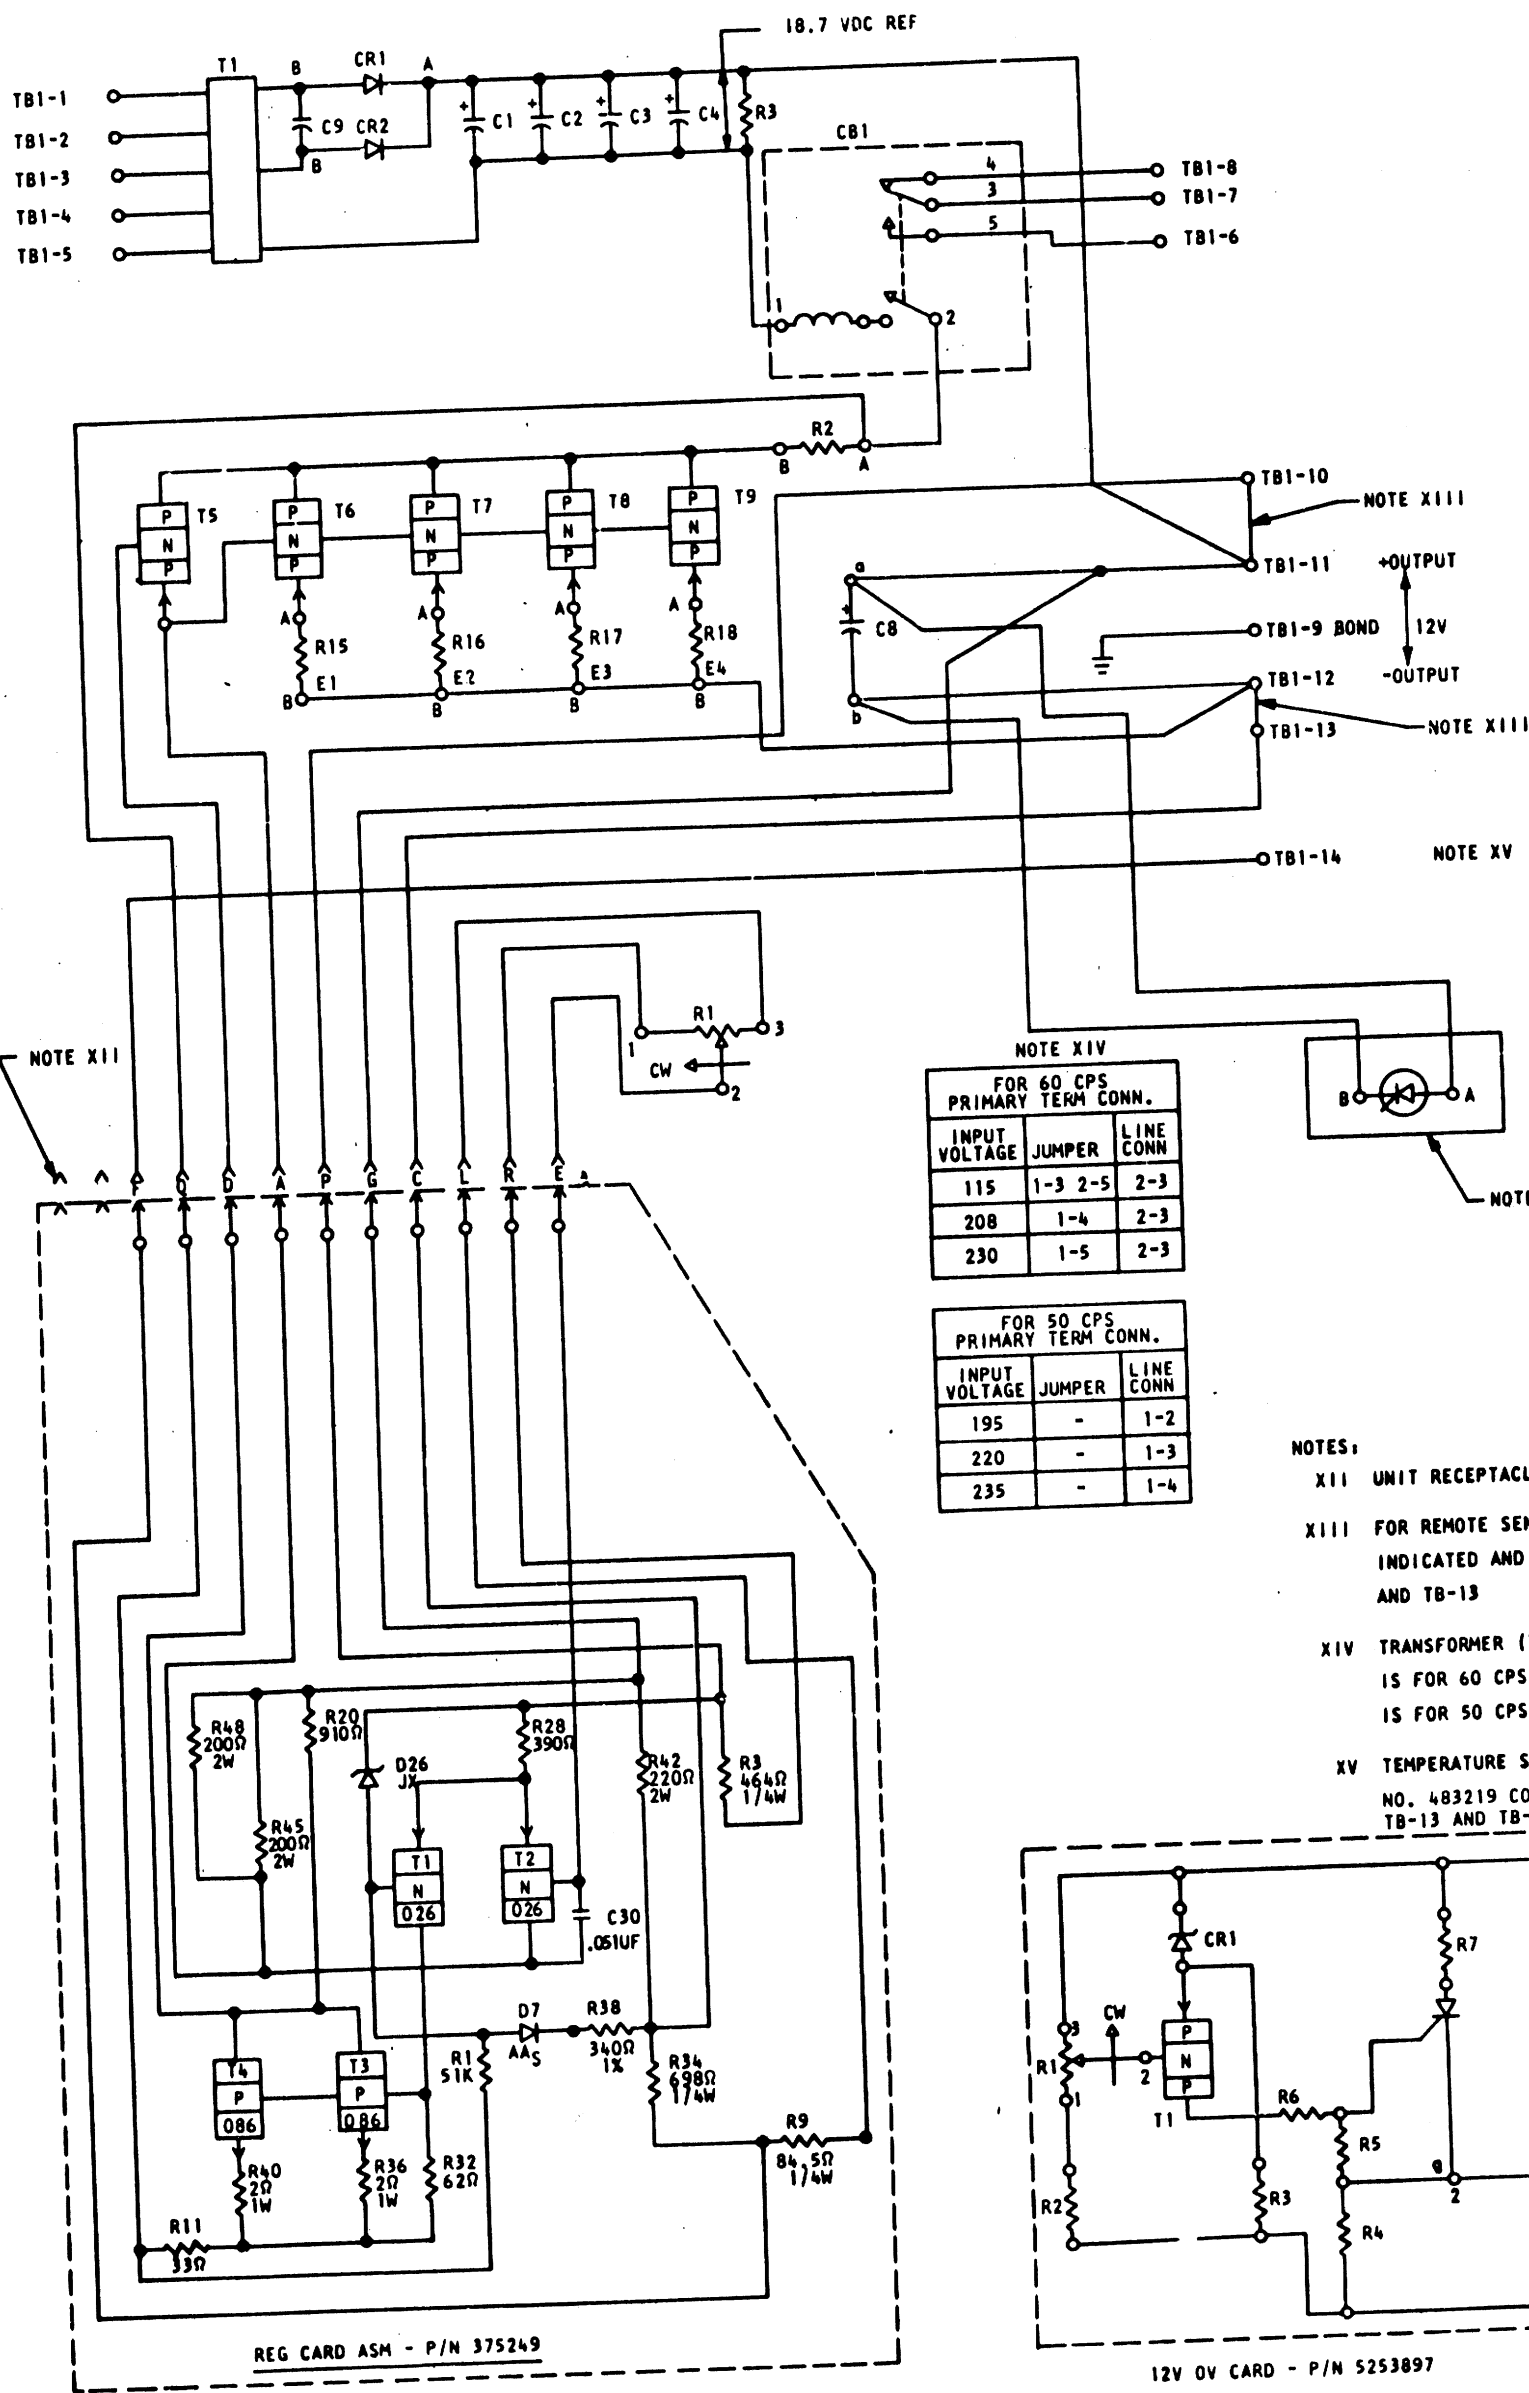 18.7 VDC REF
T1
B
CR1
A
TB1-1
TB1-2
TB1-3
TB1-4
TB1-5
C9
CR2
B
+
C1
+
C2
+
C3
+
C4
R3
CB1
4
3
5
TB1-8
TB1-7
TB1-6
1
2
R2
B
A
P
N
P
T5
P
N
P
T6
P
N
P
T7
P
N
P
T8
P
N
P
T9
A
A
A
A
R15
R16
R17
R18
E1
E2
E3
E4
B
B
B
B
a
+
C8
b
TB1-10
NOTE XIII
TB1-11
+OUTPUT
TB1-9 BOND
12V
TB1-12
-OUTPUT
NOTE XIII
TB1-13
TB1-14
NOTE XV
R1
1
3
CW
2
NOTE XII
F
Q
D
A
P
G
C
L
R
E
B
A
NOTE XIV
FOR 60 CPS
PRIMARY TERM CONN.
INPUT VOLTAGE
JUMPER
LINE CONN
115
1-3 2-5
2-3
208
1-4
2-3
230
1-5
2-3
FOR 50 CPS
PRIMARY TERM CONN.
INPUT VOLTAGE
JUMPER
LINE CONN
195
-
1-2
220
-
1-3
235
-
1-4
NOTES:
XII UNIT
XIII FOR REMOTE
INDICATED AND
AND TB-13
XIV TRANSFORMER (
IS FOR 60 CPS
IS FOR 50 CPS
XV TEMPERATURE
NO. 483219
TB-13 AND TB-
R48
200Ω
2W
R20
910Ω
R45
200Ω
2W
D26
JX
R28
390Ω
R42
220Ω
2W
R3
464Ω
1/4W
T1
N
026
T2
N
026
C30
.051UF
D7
AAS
R38
340Ω
1%
R1
51K
R34
698Ω
1/4W
R9
84.5Ω
1/4W
T4
P
086
T3
P
086
R40
2Ω
1W
R36
2Ω
1W
R32
62Ω
R11
33Ω
REG CARD ASM - P/N 375249
CR1
R7
CW
3
R1
1
2
P
N
P
T1
R6
R5
2
R2
R3
R4
12V OV CARD - P/N 5253897